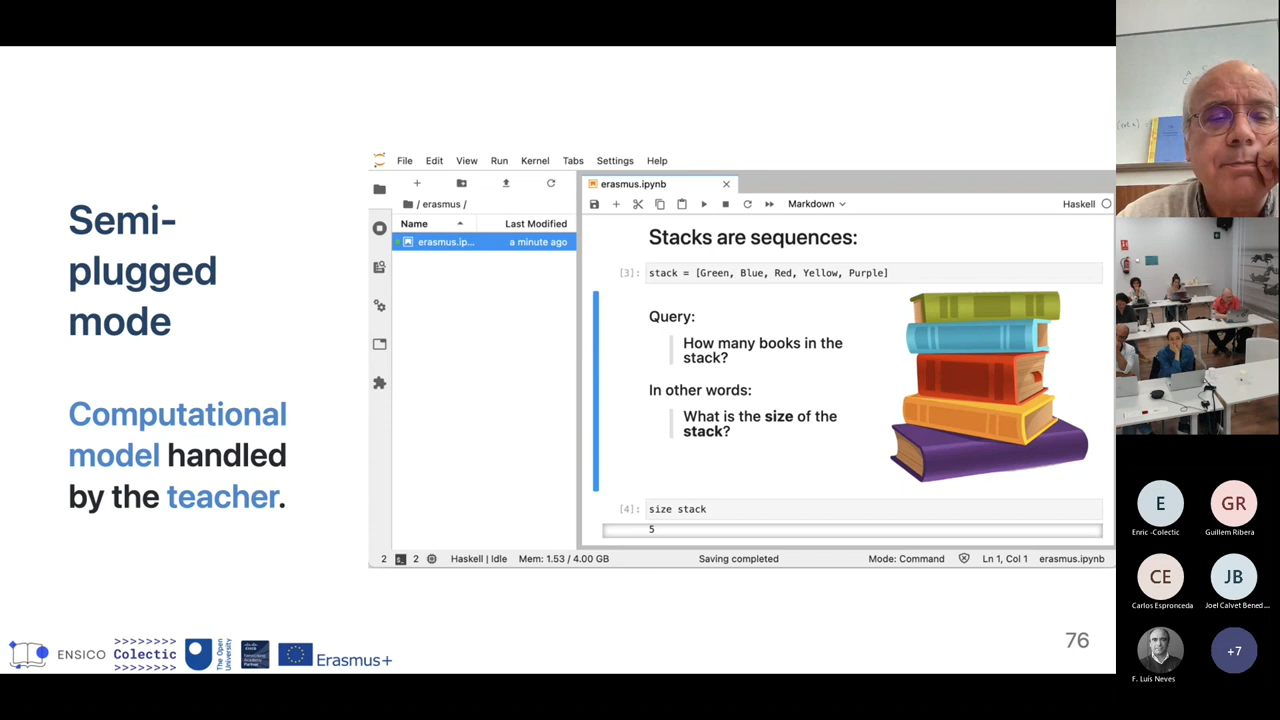 Semi-
plugged
mode
Computational
model handled
by the teacher.
File Edit View Run Kernel Tabs Settings Help
/ erasmus /
Name Last Modified
erasmus.ip... a minute ago
erasmus.ipynb
Markdown
Haskell
Stacks are sequences:
[3]: stack = [Green, Blue, Red, Yellow, Purple]
Query:
How many books in the
stack?
In other words:
What is the size of the
stack?
[4]: size stack
5
2 2 Haskell | Idle Mem: 1.53 / 4.00 GB Saving completed Mode: Command Ln 1, Col 1 erasmus.ipynb
ENSICO
>>>>>>>>
Colectic
>>>>>>>>
The Open
University
Erasmus+
76
E
Enric -Colectic
GR
Guillem Ribera
CE
Carlos Espronceda
JB
Joel Calvet Bened...
F. Luís Neves
+7